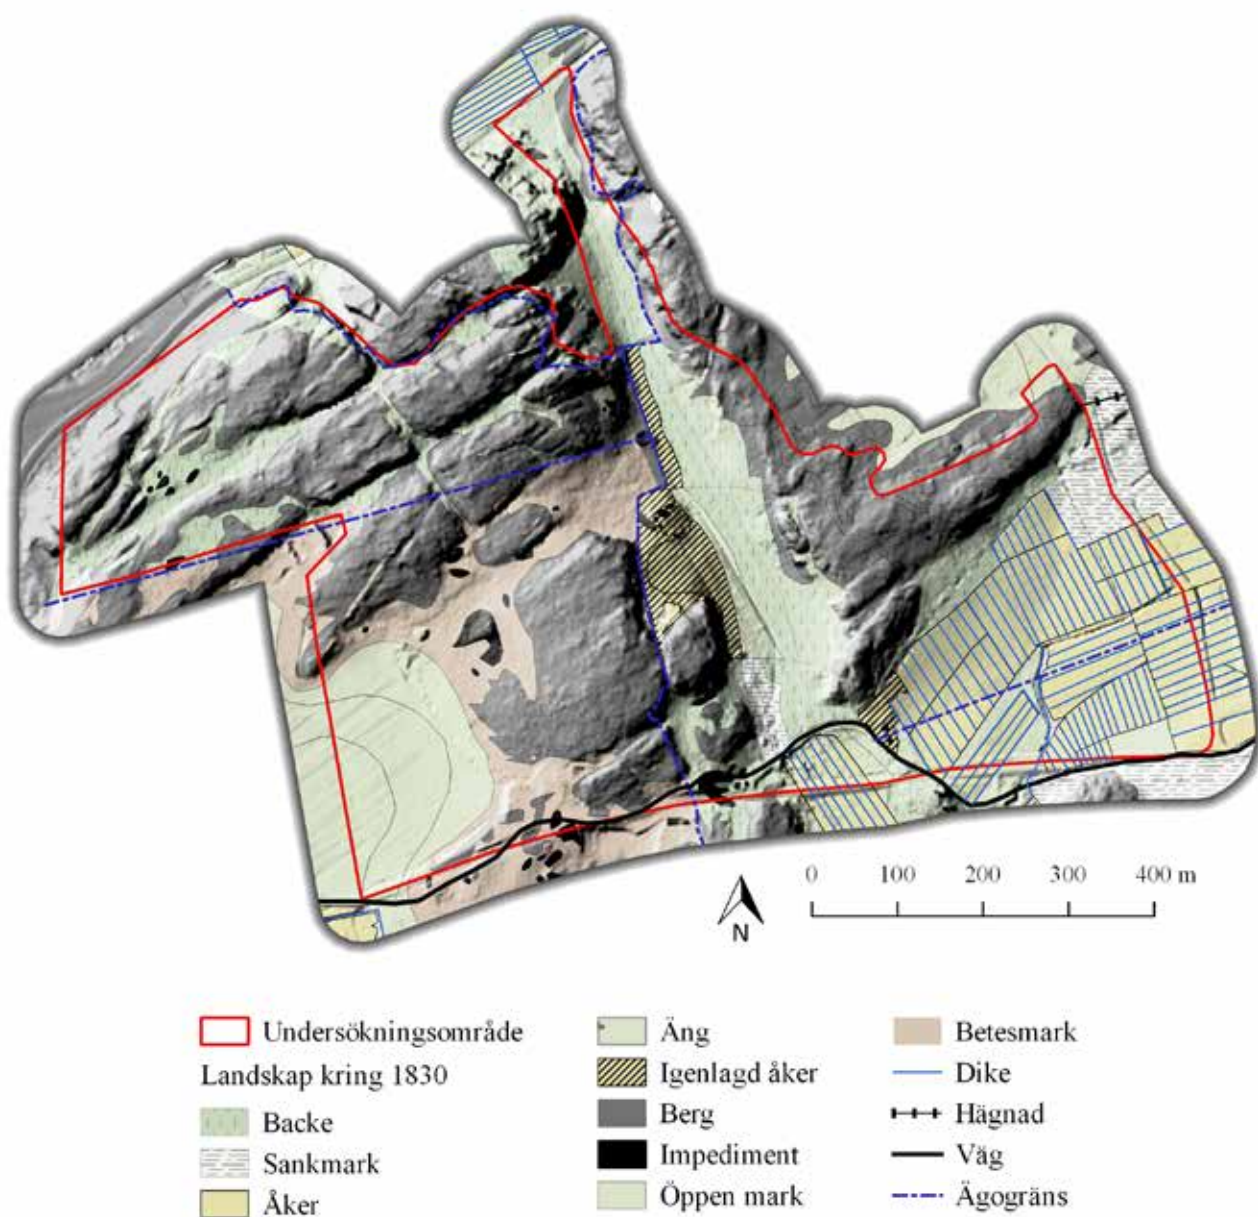 0 100 200 300 400 m
N
Undersökningsområde
Landskap kring 1830
Backe
Sankmark
Åker
Äng
Igenlagd åker
Berg
Impediment
Öppen mark
Betesmark
Dike
Hägnad
Väg
Ägogräns